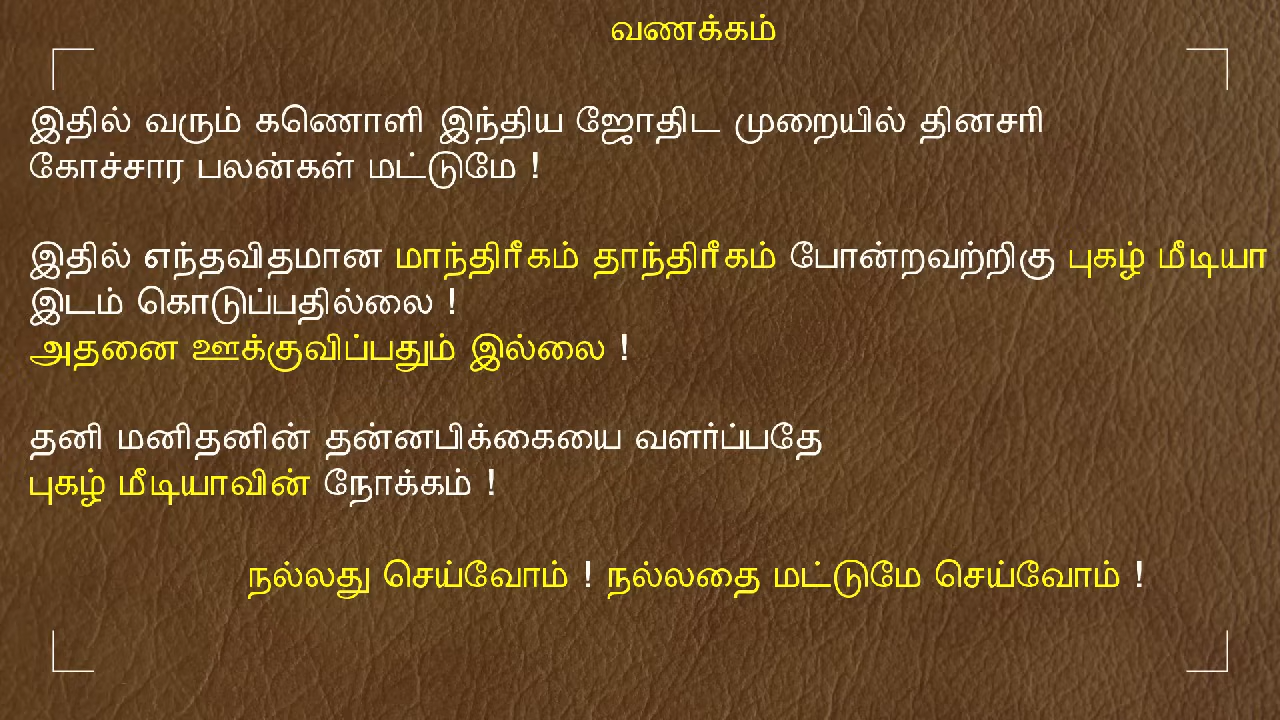 வணக்கம்
இதில் வரும் கணொளி இந்திய ஜோதிட முறையில் தினசரி
கோச்சார பலன்கள் மட்டுமே !
இதில் எந்தவிதமான மாந்திரீகம் தாந்திரீகம் போன்றவற்றிகு புகழ் மீடியா
இடம் கொடுப்பதில்லை !
அதனை ஊக்குவிப்பதும் இல்லை !
தனி மனிதனின் தன்னபிக்கையை வளர்ப்பதே
புகழ் மீடியாவின் நோக்கம் !
நல்லது செய்வோம் ! நல்லதை மட்டுமே செய்வோம் !